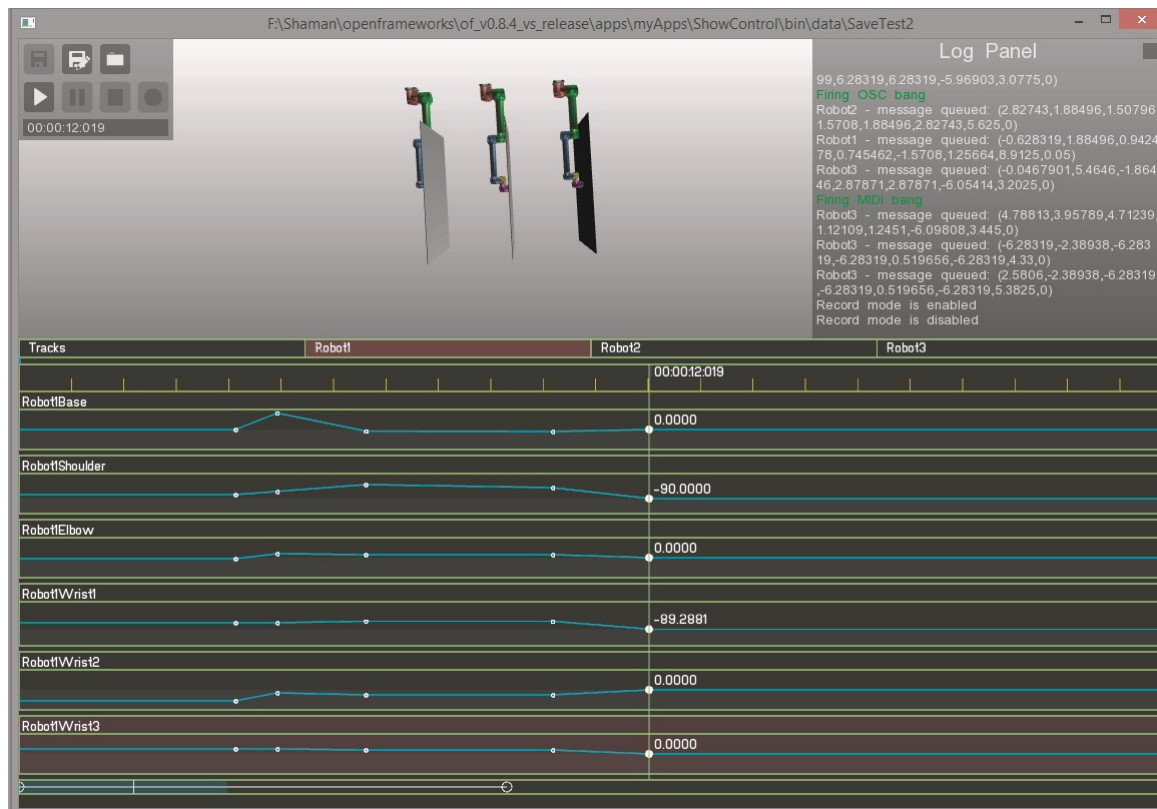 F:\Shaman\openframeworks\of_v0.8.4_vs_release\apps\myApps\ShowControl\bin\data\SaveTest2
00:00:12:019
Log Panel
99,6.28319,6.28319,-5.96903,3.0775,0)
Firing OSC bang
Robot2 - message queued: (2.82743,1.88496,1.50796
1.5708,1.88496,2.82743,5.625,0)
Robot1 - message queued: (-0.628319,1.88496,0.9424
78,0.745462,-1.5708,1.25664,8.9125,0.05)
Robot3 - message queued: (-0.0467901,5.4646,-1.864
46,2.87871,2.87871,-6.05414,3.2025,0)
Firing MIDI bang
Robot3 - message queued: (4.78813,3.95789,4.71239,
1.12109,1.2451,-6.09808,3.445,0)
Robot3 - message queued: (-6.28319,-2.38938,-6.283
19,-6.28319,0.519656,-6.28319,4.33,0)
Robot3 - message queued: (2.5806,-2.38938,-6.28319
,-6.28319,0.519656,-6.28319,5.3825,0)
Record mode is enabled
Record mode is disabled
Tracks Robot1 Robot2 Robot3
00:00:12:019
Robot1Base
0.0000
Robot1Shoulder
-90.0000
Robot1Elbow
0.0000
Robot1Wrist1
-89.2881
Robot1Wrist2
0.0000
Robot1Wrist3
0.0000